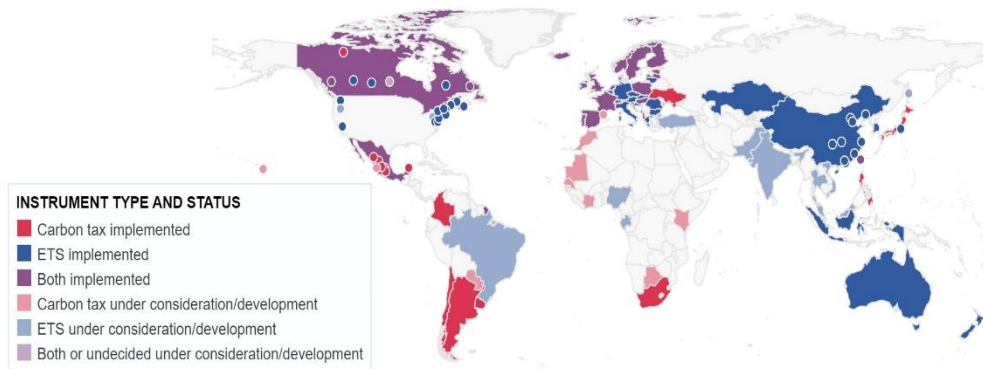 INSTRUMENT TYPE AND STATUS
Carbon tax implemented
ETS implemented
Both implemented
Carbon tax under consideration/development
ETS under consideration/development
Both or undecided under consideration/development